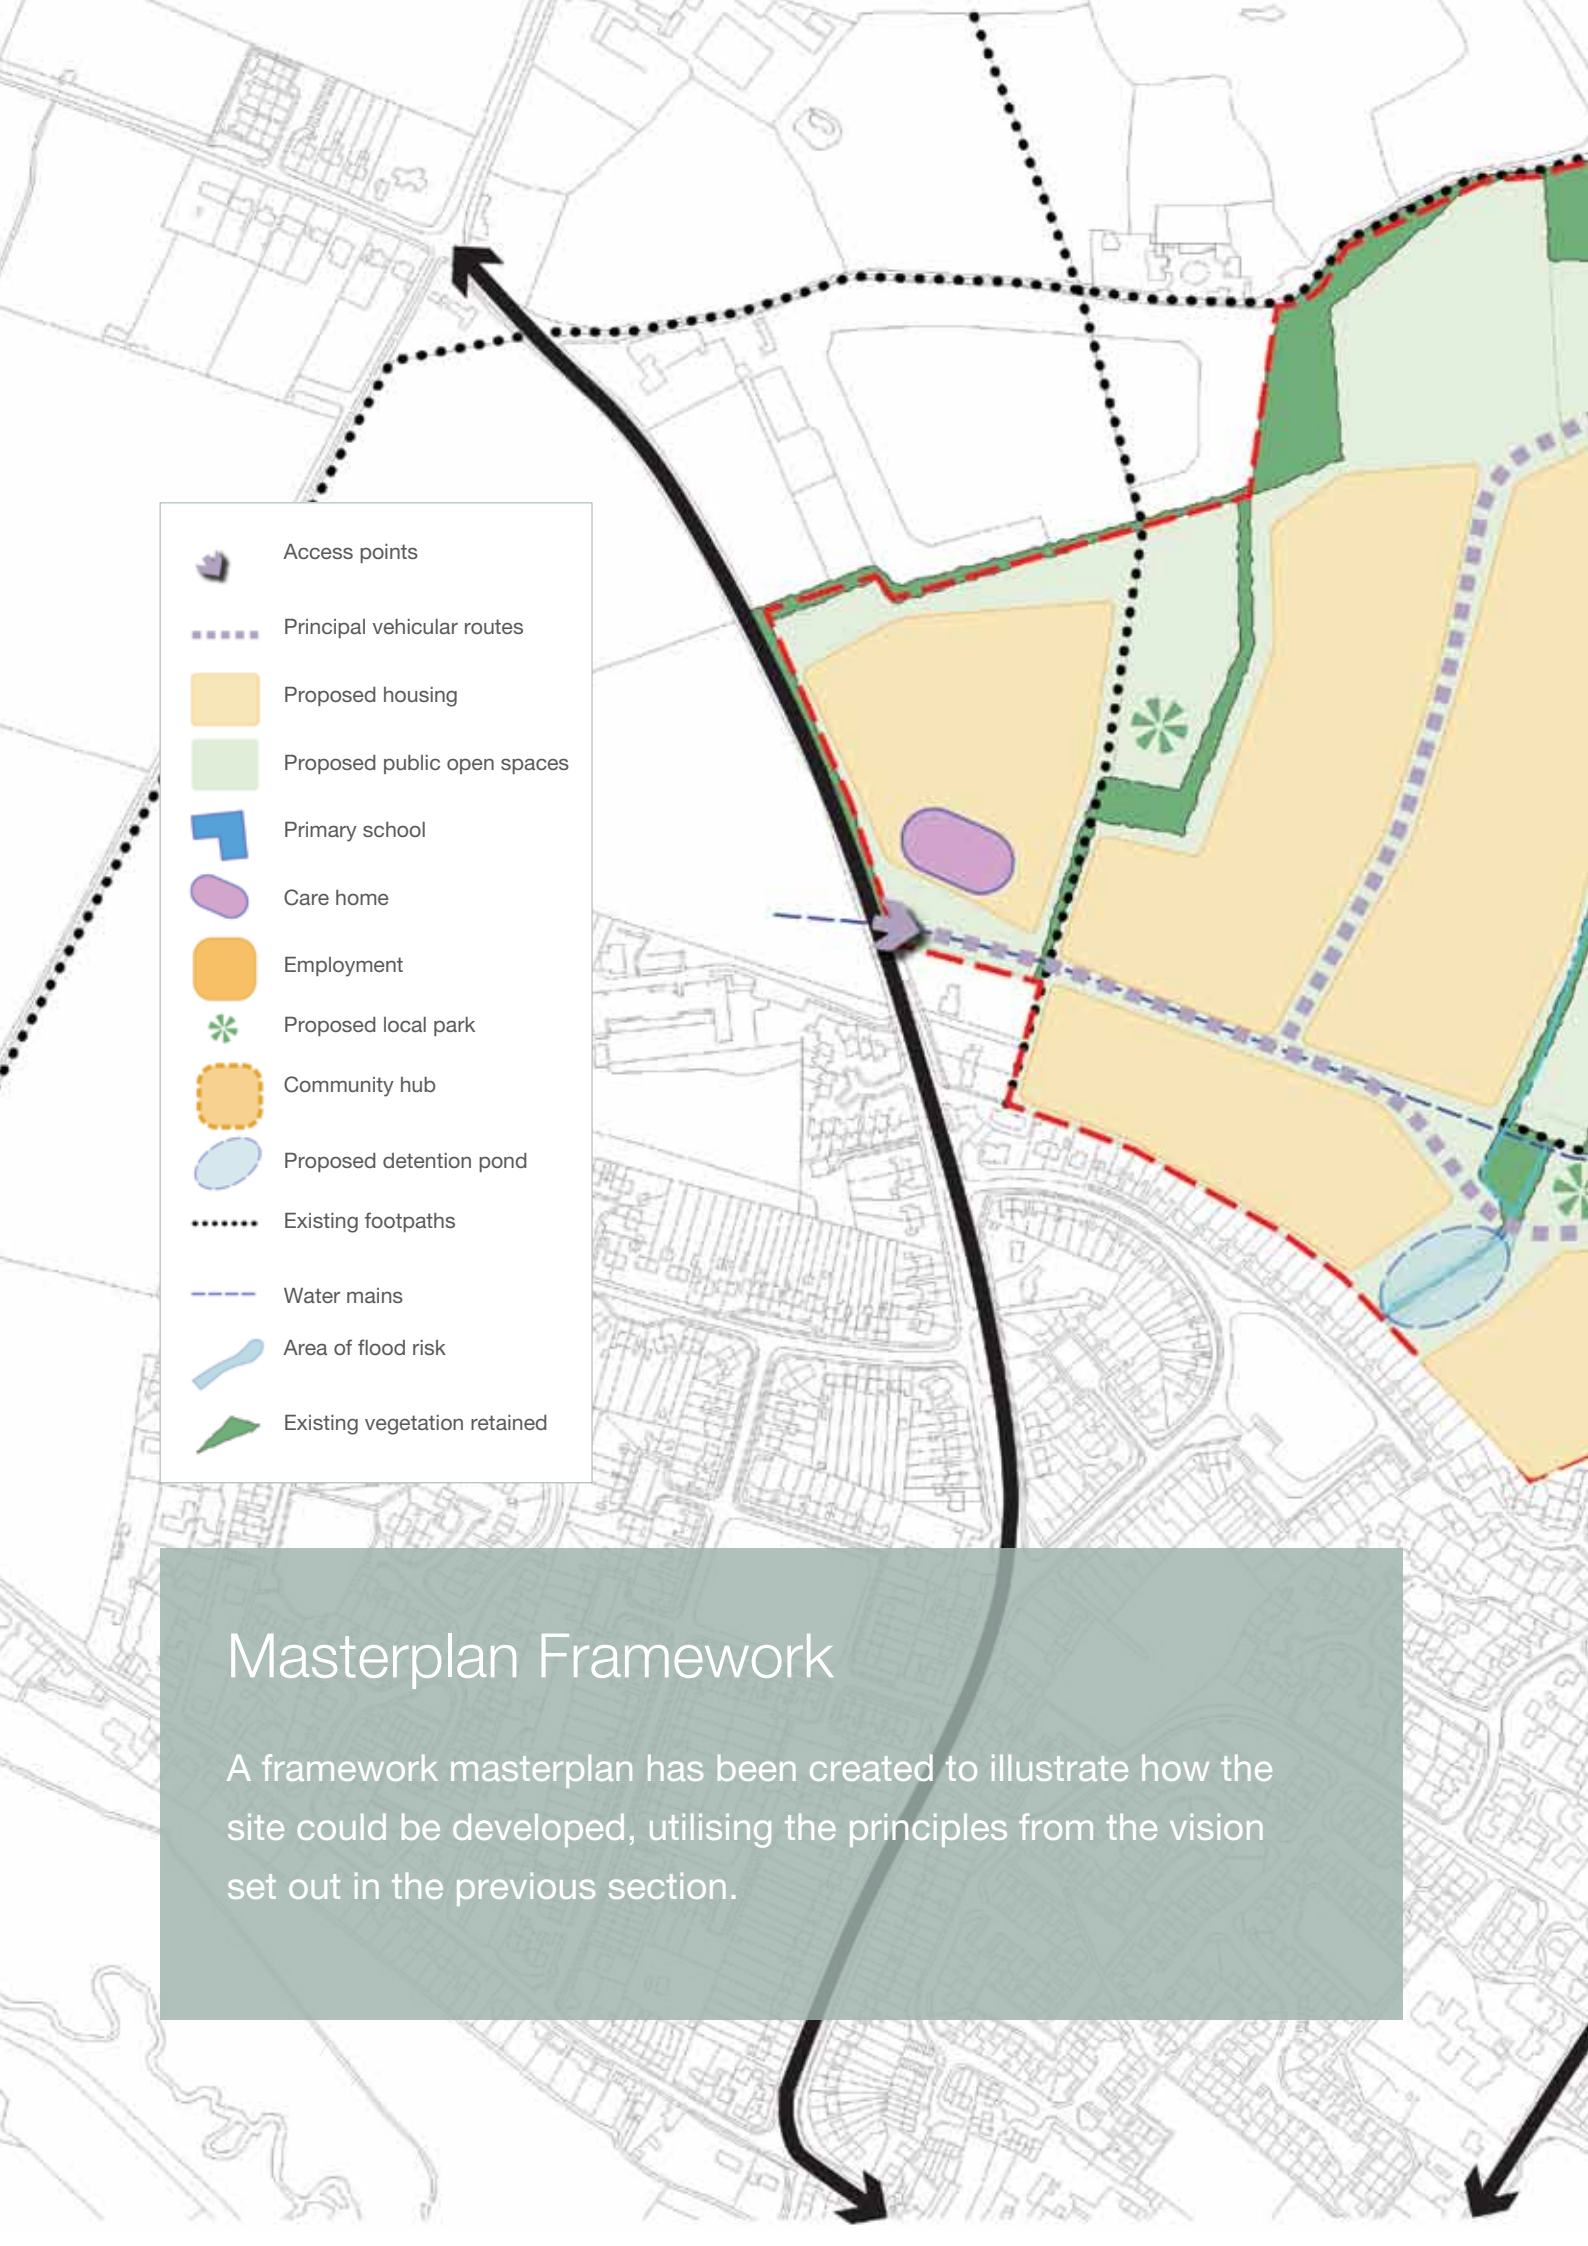 Access points
Principal vehicular routes
Proposed housing
Proposed public open spaces
Primary school
Care home
Employment
Proposed local park
Community hub
Proposed detention pond
Existing footpaths
Water mains
Area of flood risk
Existing vegetation retained
Masterplan Framework
A framework masterplan has been created to illustrate how the
site could be developed, utilising the principles from the vision
set out in the previous section.